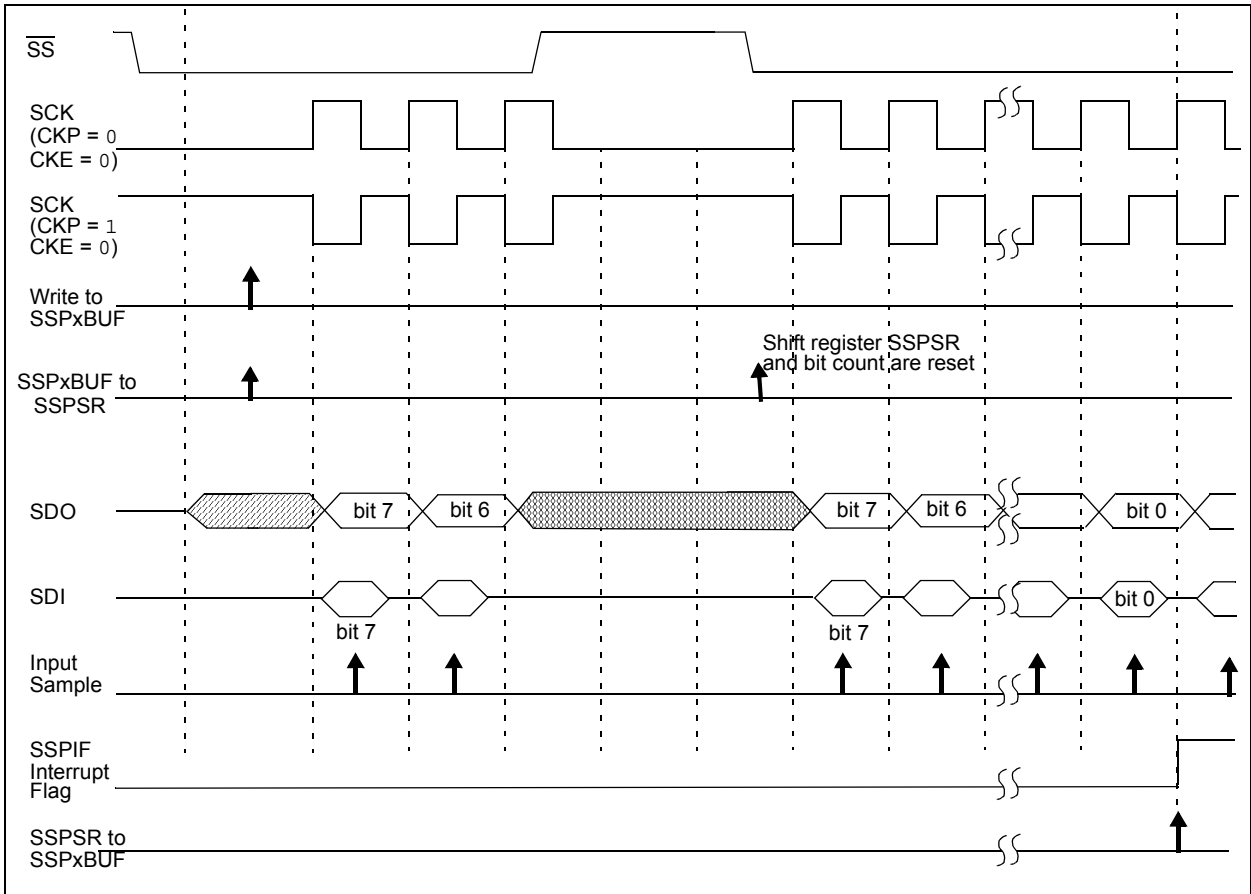 SS
SCK
(CKP = 0
CKE = 0)
SCK
(CKP = 1
CKE = 0)
Write to
SSPxBUF
Shift register SSPSR
and bit count are reset
SSPxBUF to
SSPSR
SDO
bit 7
bit 6
bit 7
bit 6
bit 0
SDI
bit 0
bit 7
bit 7
Input
Sample
SSPIF
Interrupt
Flag
SSPSR to
SSPxBUF